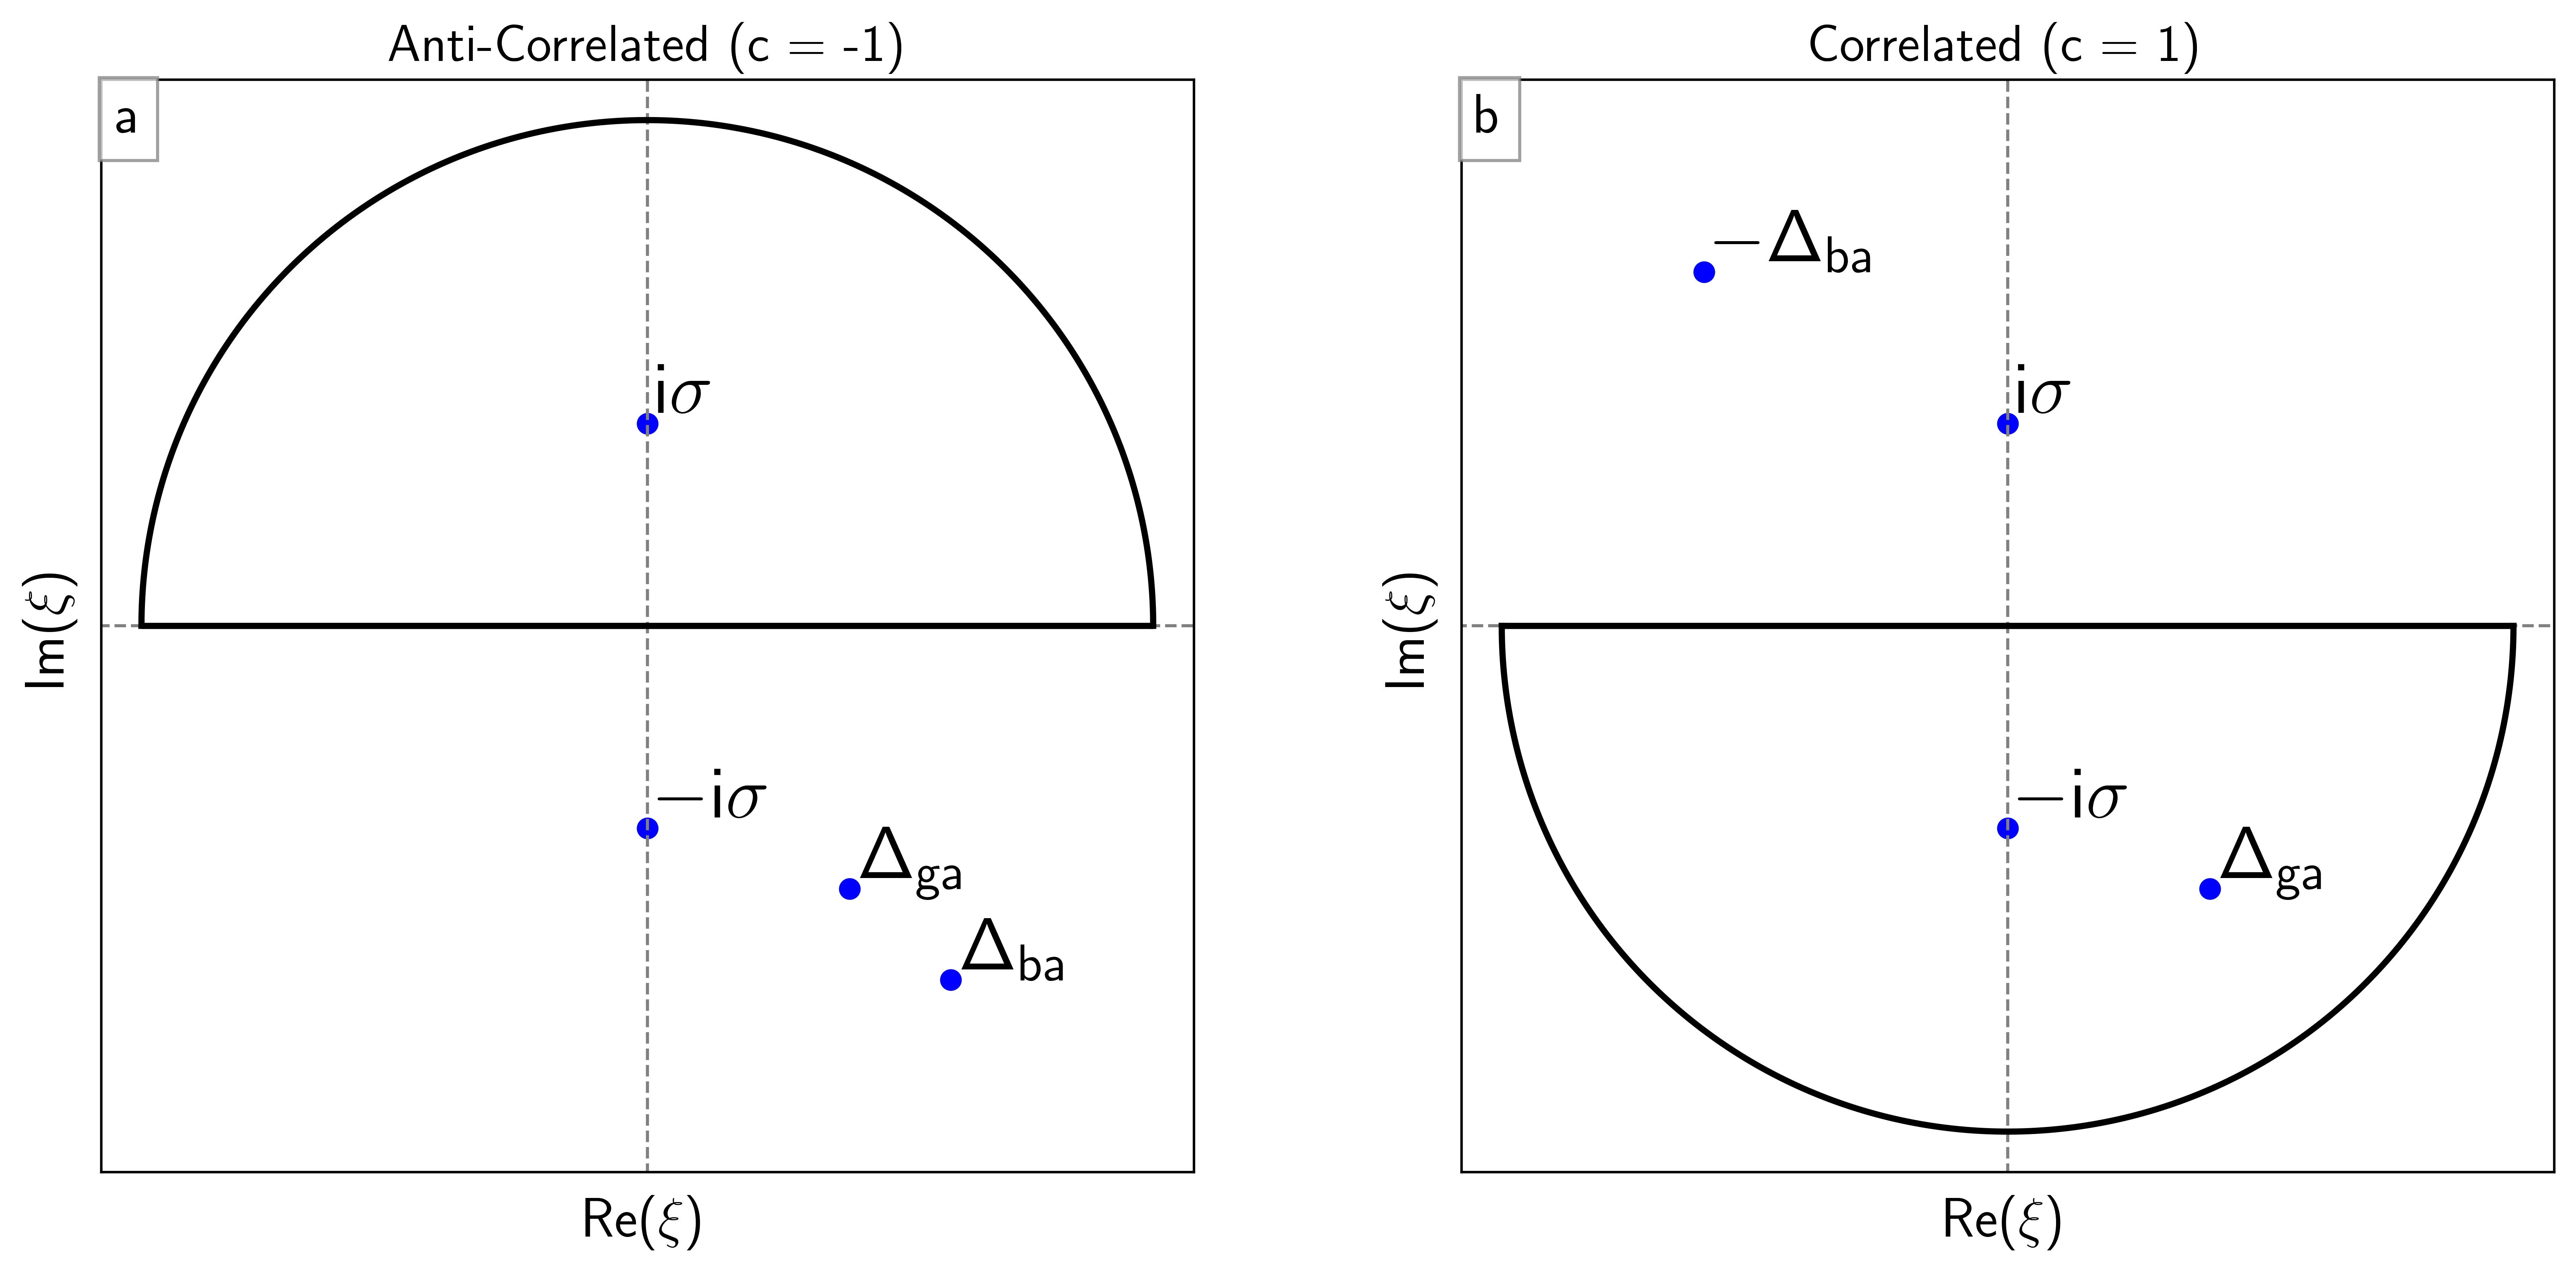 Anti-Correlated (c = -1)
a
iσ
−iσ
Δga
Δba
Im(ξ)
Re(ξ)
Correlated (c = 1)
b
−Δba
iσ
−iσ
Δga
Im(ξ)
Re(ξ)